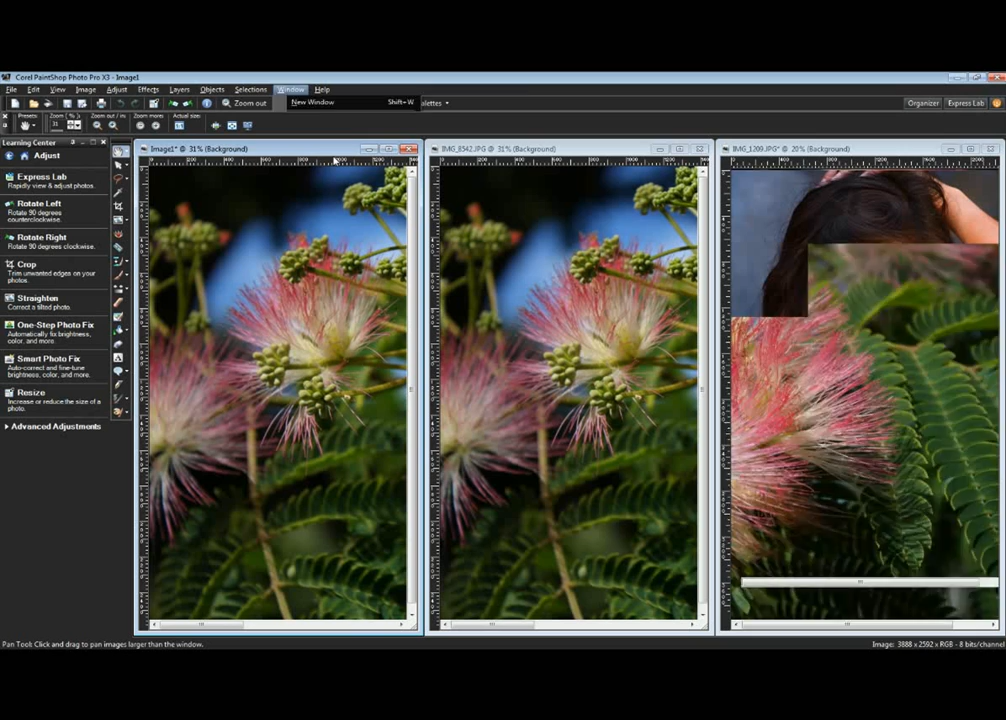 Corel PaintShop Photo Pro X3 - Image1
File Edit View Image Adjust Effects Layers Objects Selections Window Help
Zoom out
New Window Shift+W
alettes
Organizer Express Lab
Presets: Zoom (%): Zoom out / in: Zoom more: Actual size:
31
Learning Center
Adjust
Express Lab
Rapidly view & adjust photos.
Rotate Left
Rotate 90 degrees
counterclockwise.
Rotate Right
Rotate 90 degrees clockwise.
Crop
Trim unwanted edges on your
photos.
Straighten
Correct a tilted photo.
One-Step Photo Fix
Automatically fix brightness,
color, and more.
Smart Photo Fix
Auto-correct and fine-tune
brightness, color, and more.
Resize
Increase or reduce the size of a
photo.
Advanced Adjustments
Image1* @ 31% (Background)
IMG_8542.JPG @ 31% (Background)
IMG_1209.JPG* @ 20% (Background)
Pan Tool: Click and drag to pan images larger than the window.
Image: 3888 x 2592 x RGB - 8 bits/channel